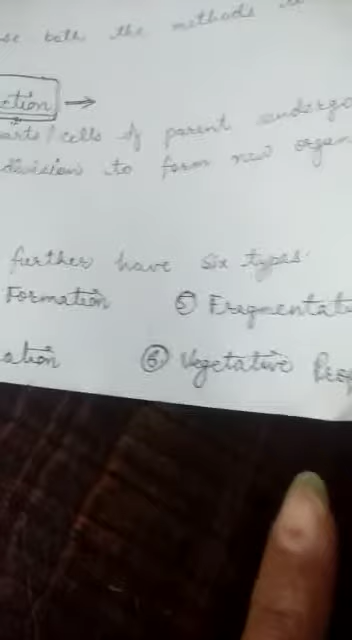 both the methods
ction →
parts/cells of parent undergo
division to form new organ
further have six types
Formation ⑤ Fragmentat
ation ⑥ Vegetative